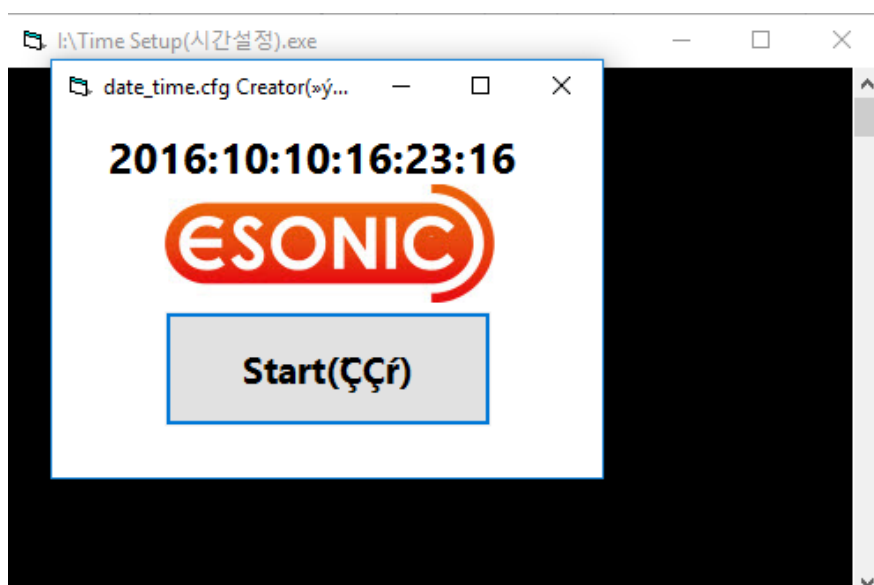 I:\Time Setup(시간설정).exe
date_time.cfg Creator(»ý...
2016:10:10:16:23:16
ESONIC
Start(ÇÇŕ)